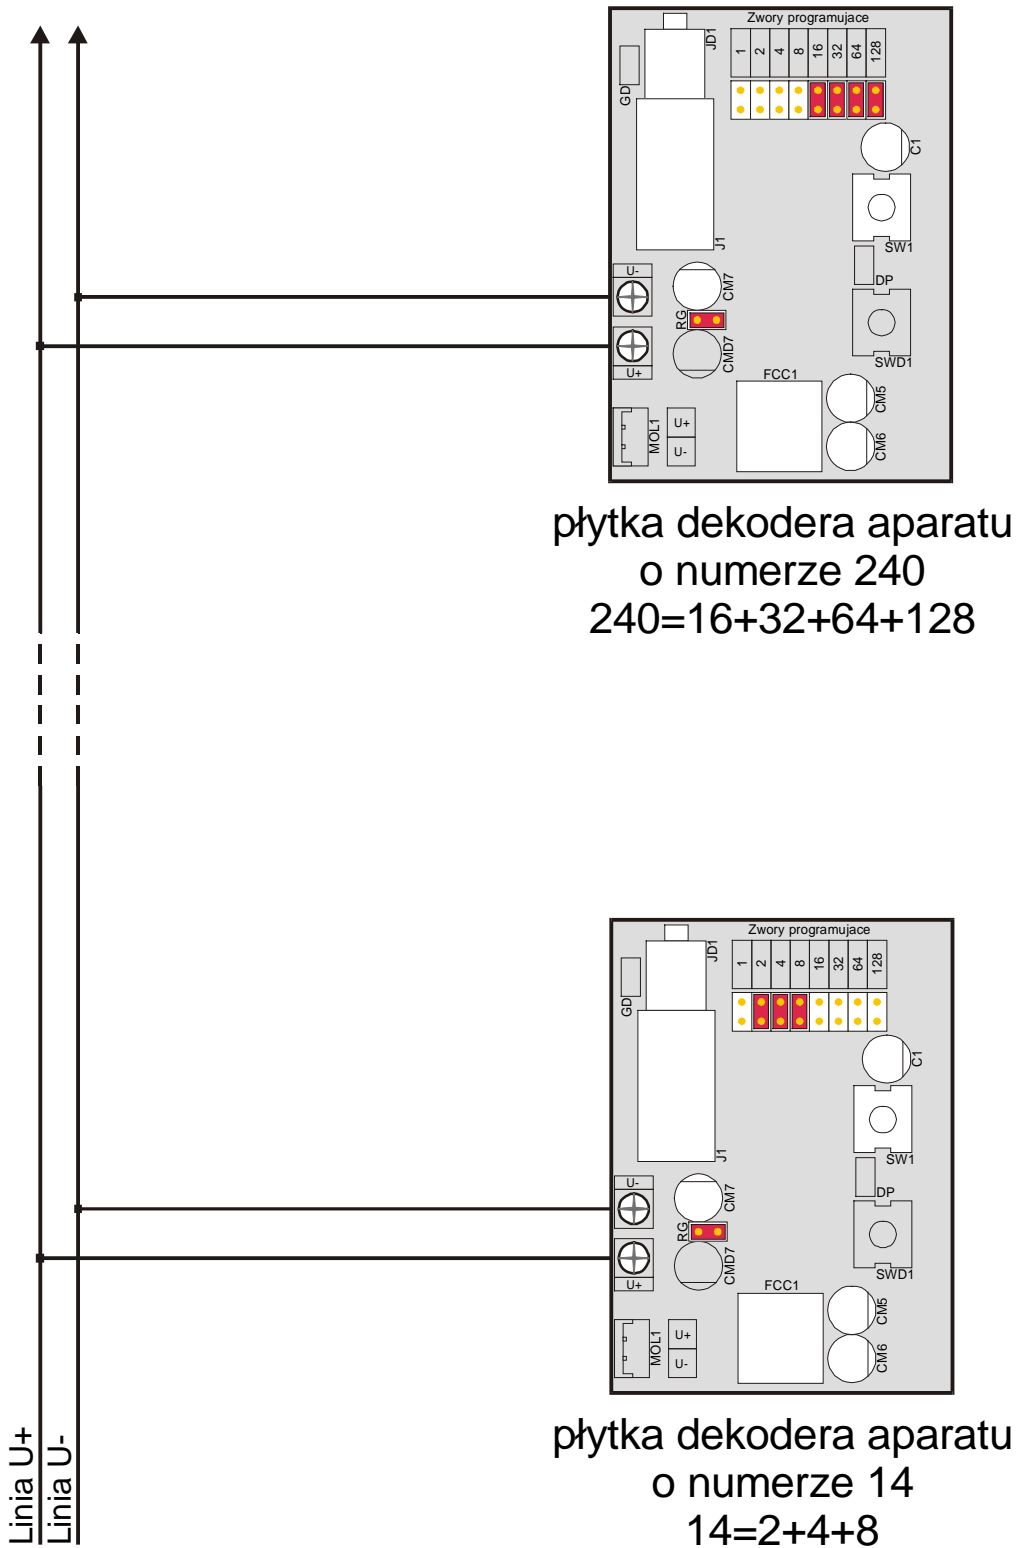 Zwory programujace
1 2 4 8 16 32 64 128
JD1
GD
C1
J1
SW1
U-
CM7
DP
RG
U+
CMD7
SWD1
FCC1
CM5
MOL1
U+
U-
CM6
płytka dekodera aparatu
o numerze 240
240=16+32+64+128
Zwory programujace
1 2 4 8 16 32 64 128
JD1
GD
C1
J1
SW1
U-
CM7
DP
RG
U+
CMD7
SWD1
FCC1
CM5
MOL1
U+
U-
CM6
płytka dekodera aparatu
o numerze 14
14=2+4+8
Linia U+
Linia U-